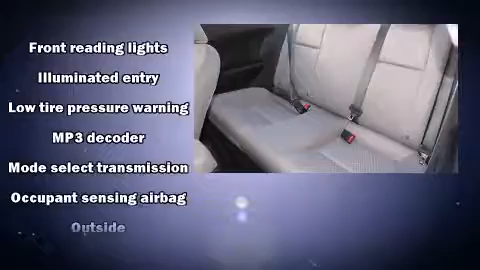 Front reading lights
Illuminated entry
Low tire pressure warning
MP3 decoder
Mode select transmission
Occupant sensing airbag
Outside